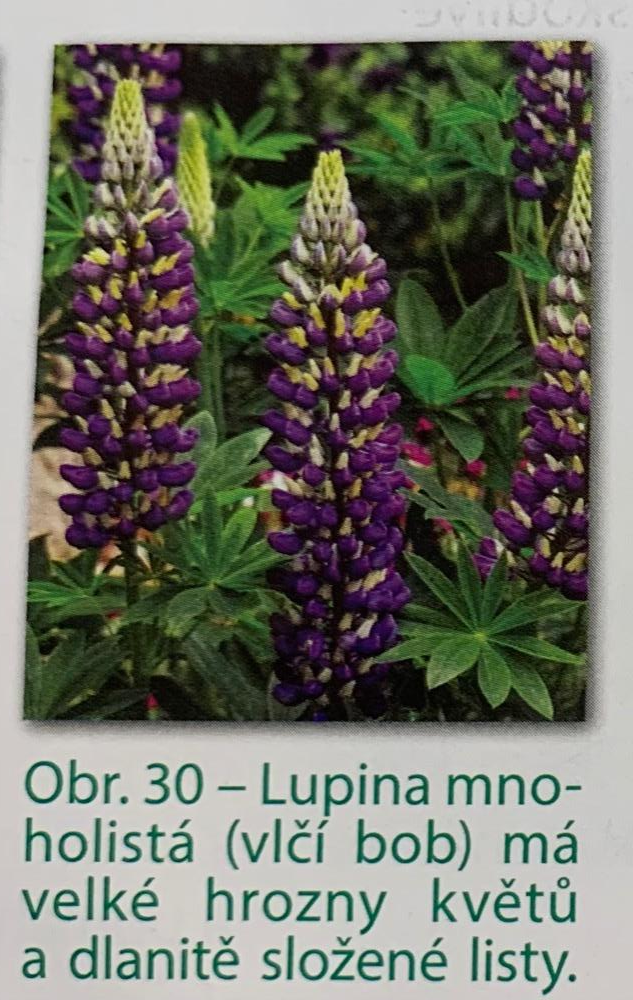 Obr. 30 – Lupina mno-
holistá (vlčí bob) má
velké hrozny květů
a dlanitě složené listy.